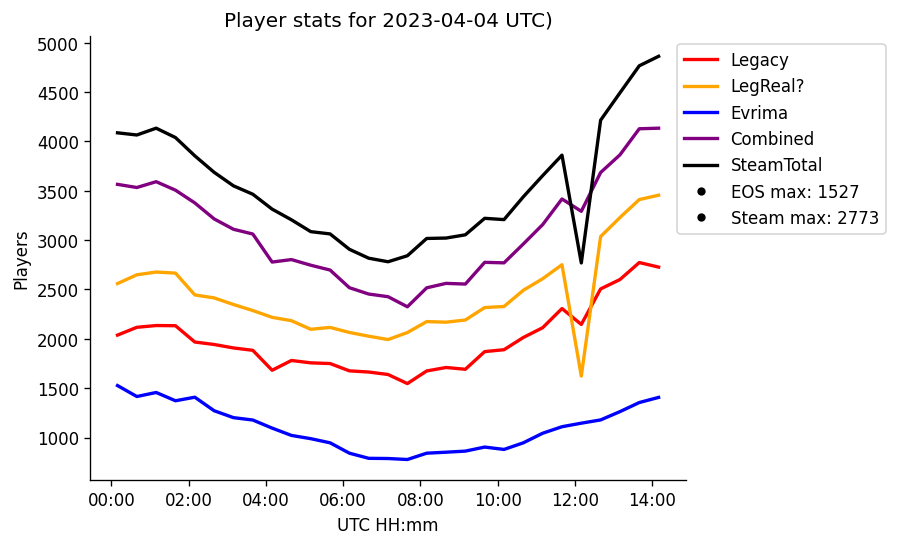 Player stats for 2023-04-04 UTC)
Players
5000
4500
4000
3500
3000
2500
2000
1500
1000
00:00 02:00 04:00 06:00 08:00 10:00 12:00 14:00
UTC HH:mm
Legacy
LegReal?
Evrima
Combined
SteamTotal
EOS max: 1527
Steam max: 2773